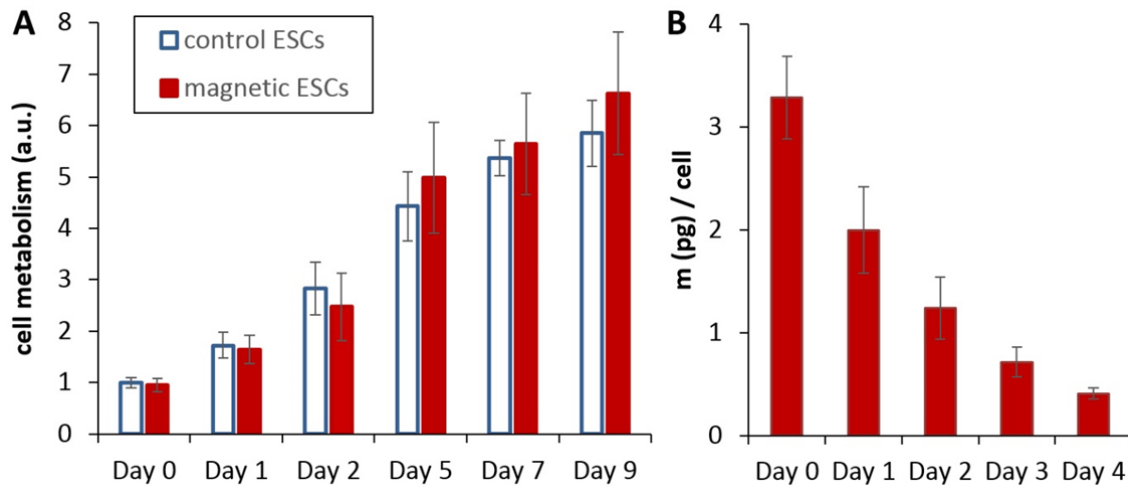 A
control ESCs
magnetic ESCs
cell metabolism (a.u.)
8
7
6
5
4
3
2
1
0
Day 0 Day 1 Day 2 Day 5 Day 7 Day 9
B
m (pg) / cell
4
3
2
1
0
Day 0 Day 1 Day 2 Day 3 Day 4